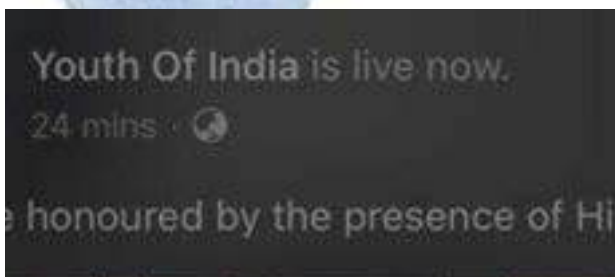 Youth Of India is live now.
24 mins ·
honoured by the presence of Hi